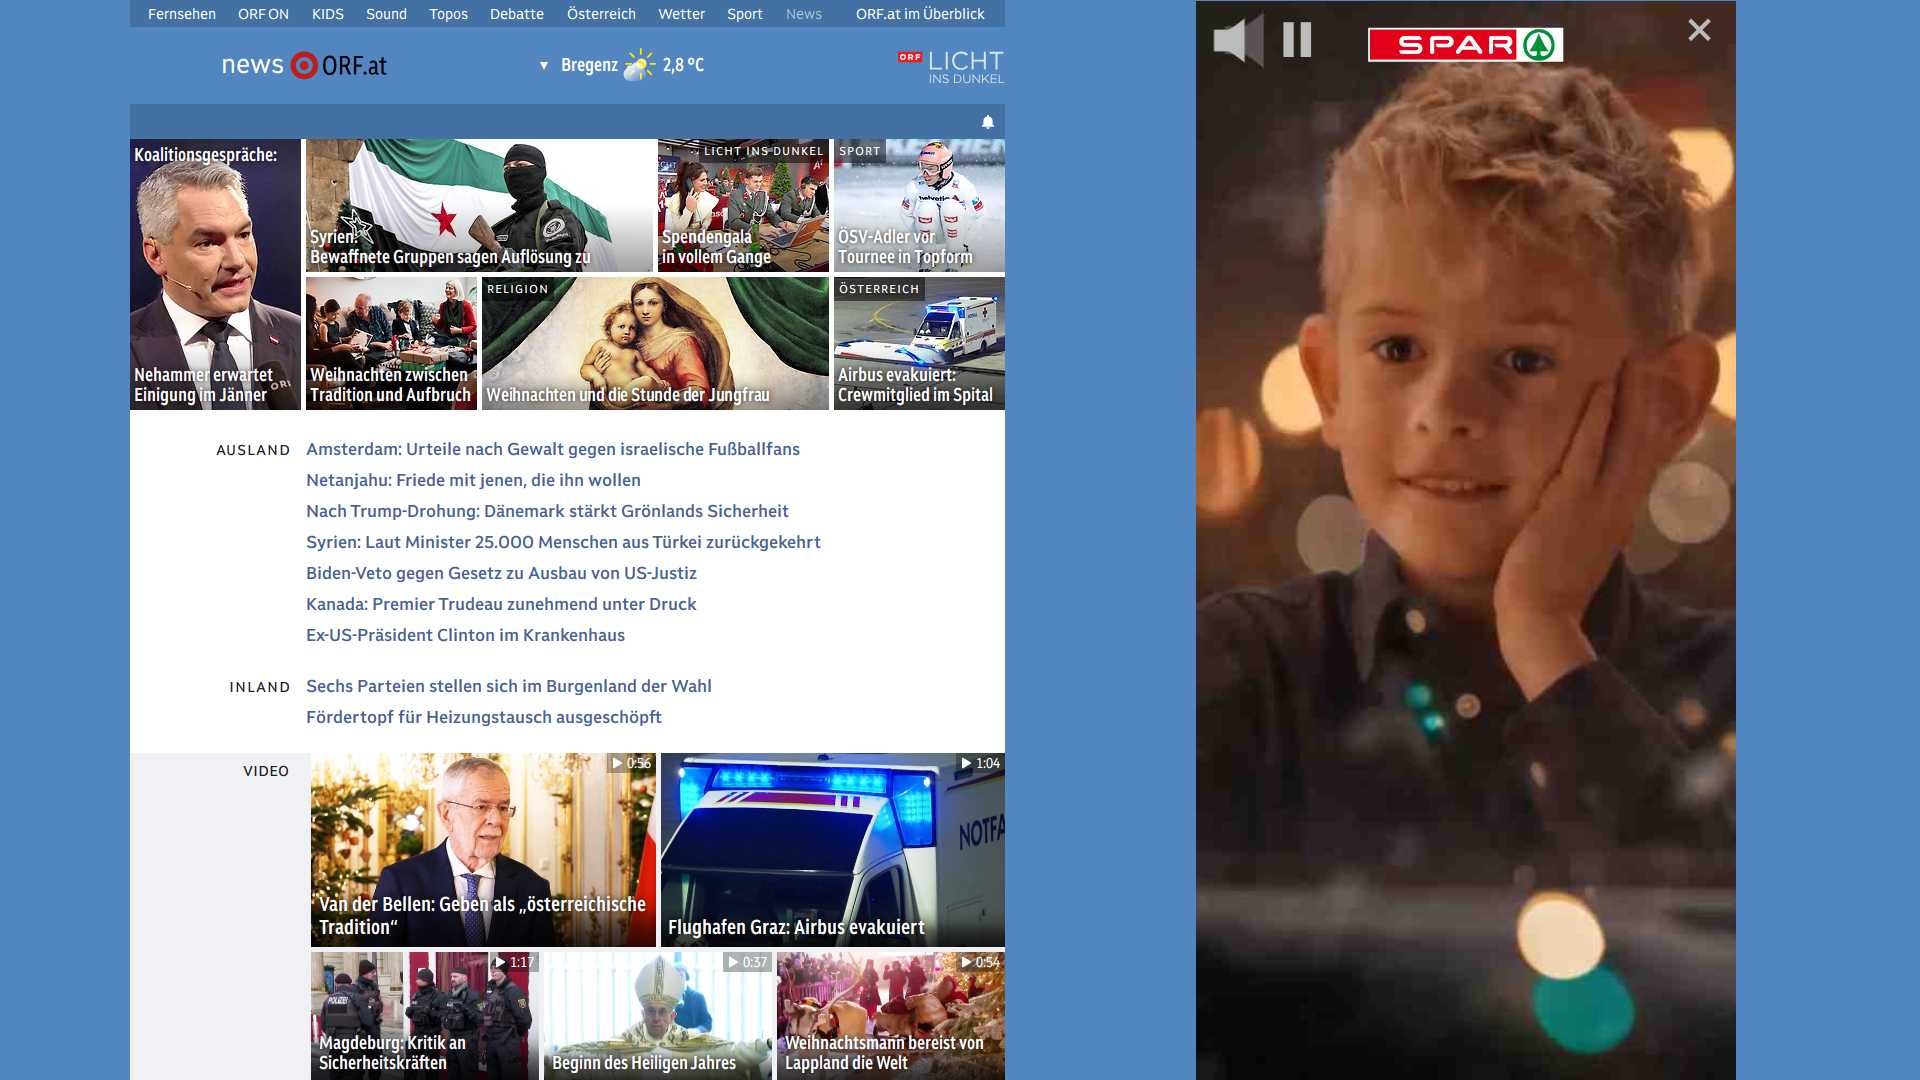 Fernsehen ORF ON KIDS Sound Topos Debatte Österreich Wetter Sport News ORF.at im Überblick
news ORF.at
▼ Bregenz 2,8 °C
ORF LICHT
INS DUNKEL
Koalitionsgespräche:
Nehammer erwartet
Einigung im Jänner
Syrien:
Bewaffnete Gruppen sagen Auflösung zu
LICHT INS DUNKEL
Spendengala
in vollem Gange
SPORT
ÖSV-Adler vor
Tournee in Topform
Weihnachten zwischen
Tradition und Aufbruch
RELIGION
Weihnachten und die Stunde der Jungfrau
ÖSTERREICH
Airbus evakuiert:
Crewmitglied im Spital
AUSLAND
Amsterdam: Urteile nach Gewalt gegen israelische Fußballfans
Netanjahu: Friede mit jenen, die ihn wollen
Nach Trump-Drohung: Dänemark stärkt Grönlands Sicherheit
Syrien: Laut Minister 25.000 Menschen aus Türkei zurückgekehrt
Biden-Veto gegen Gesetz zu Ausbau von US-Justiz
Kanada: Premier Trudeau zunehmend unter Druck
Ex-US-Präsident Clinton im Krankenhaus
INLAND
Sechs Parteien stellen sich im Burgenland der Wahl
Fördertopf für Heizungstausch ausgeschöpft
VIDEO
0:56
Van der Bellen: Geben als „österreichische
Tradition“
1:04
NOTFA
Flughafen Graz: Airbus evakuiert
1:17
POLIZEI
Magdeburg: Kritik an
Sicherheitskräften
0:37
Beginn des Heiligen Jahres
0:54
Weihnachtsmann bereist von
Lappland die Welt
SPAR